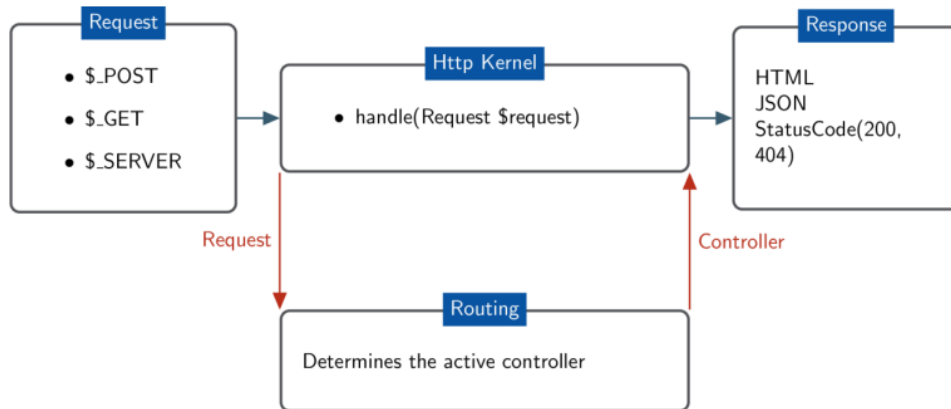 Request
• $_POST
• $_GET
• $_SERVER
Http Kernel
• handle(Request $request)
Response
HTML
JSON
StatusCode(200,
404)
Request
Controller
Routing
Determines the active controller